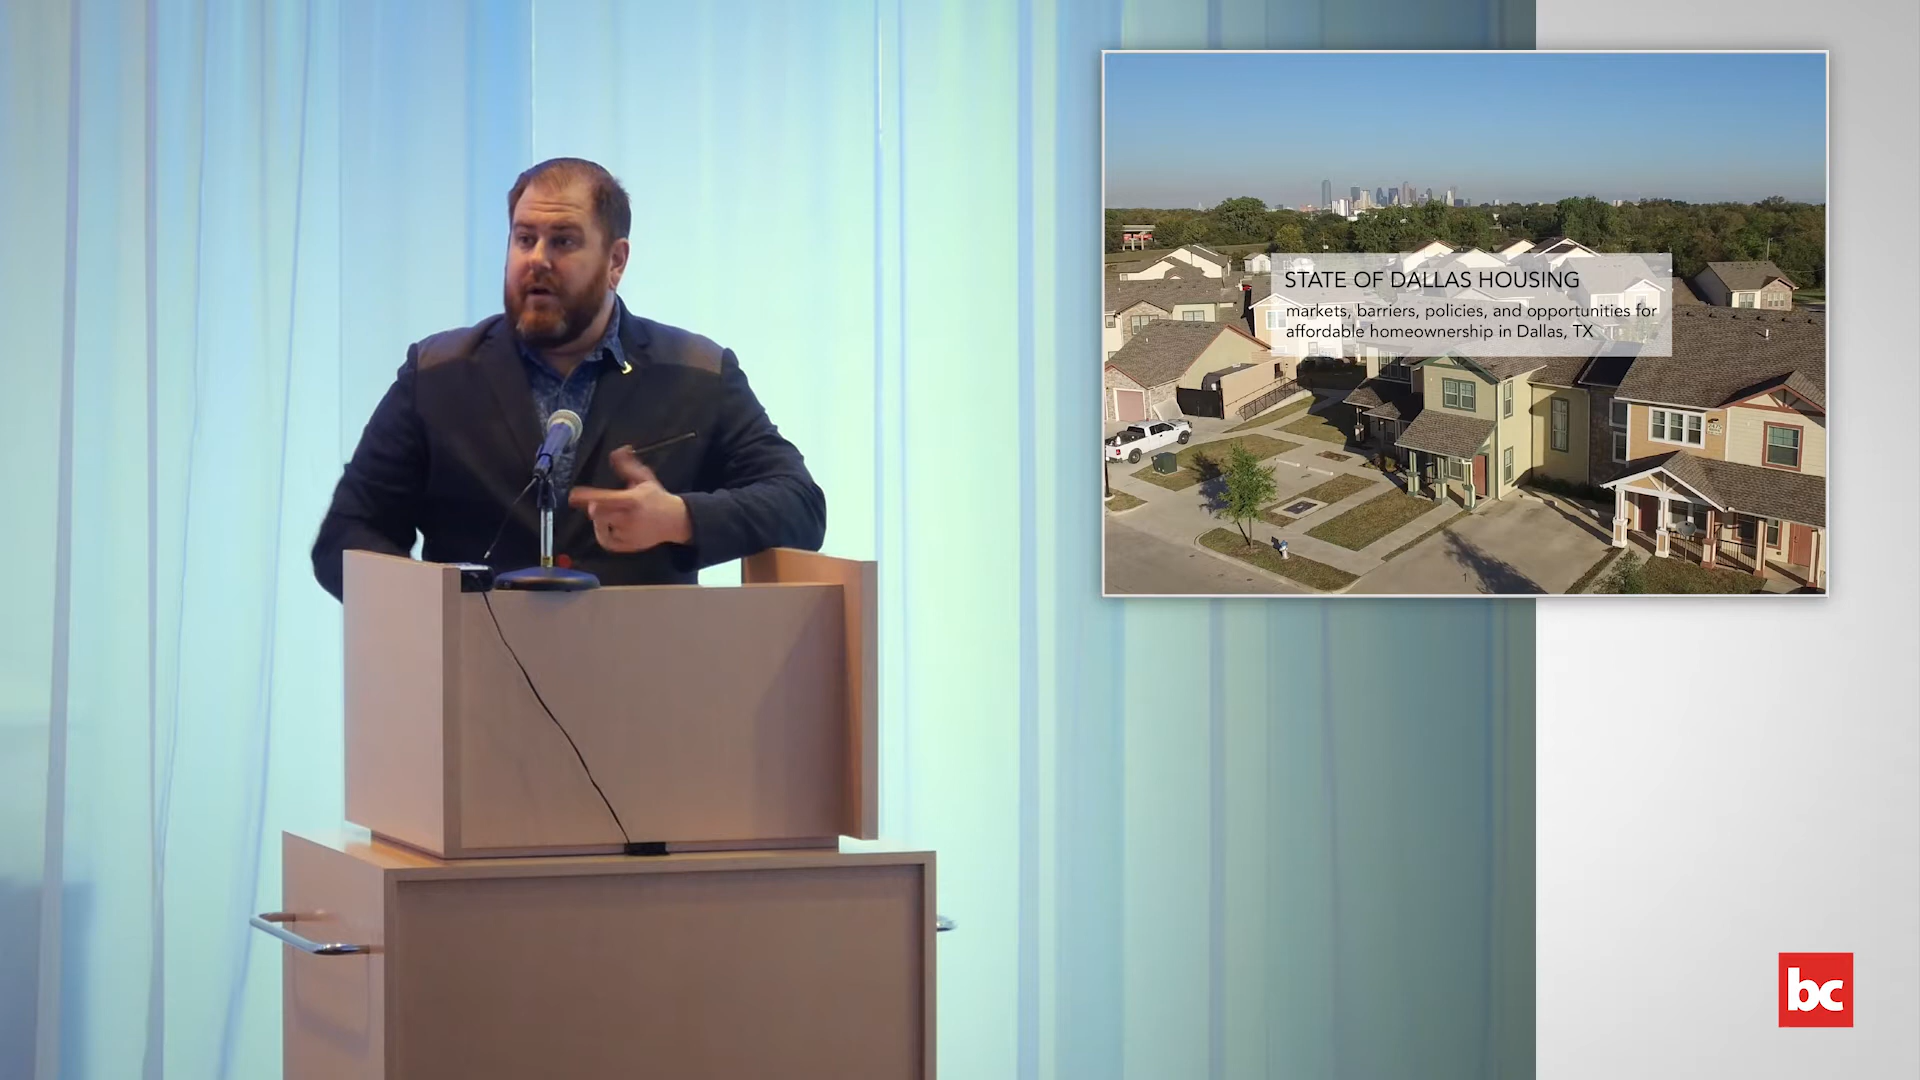 STATE OF DALLAS HOUSING
markets, barriers, policies, and opportunities for
affordable homeownership in Dallas, TX
1
bc